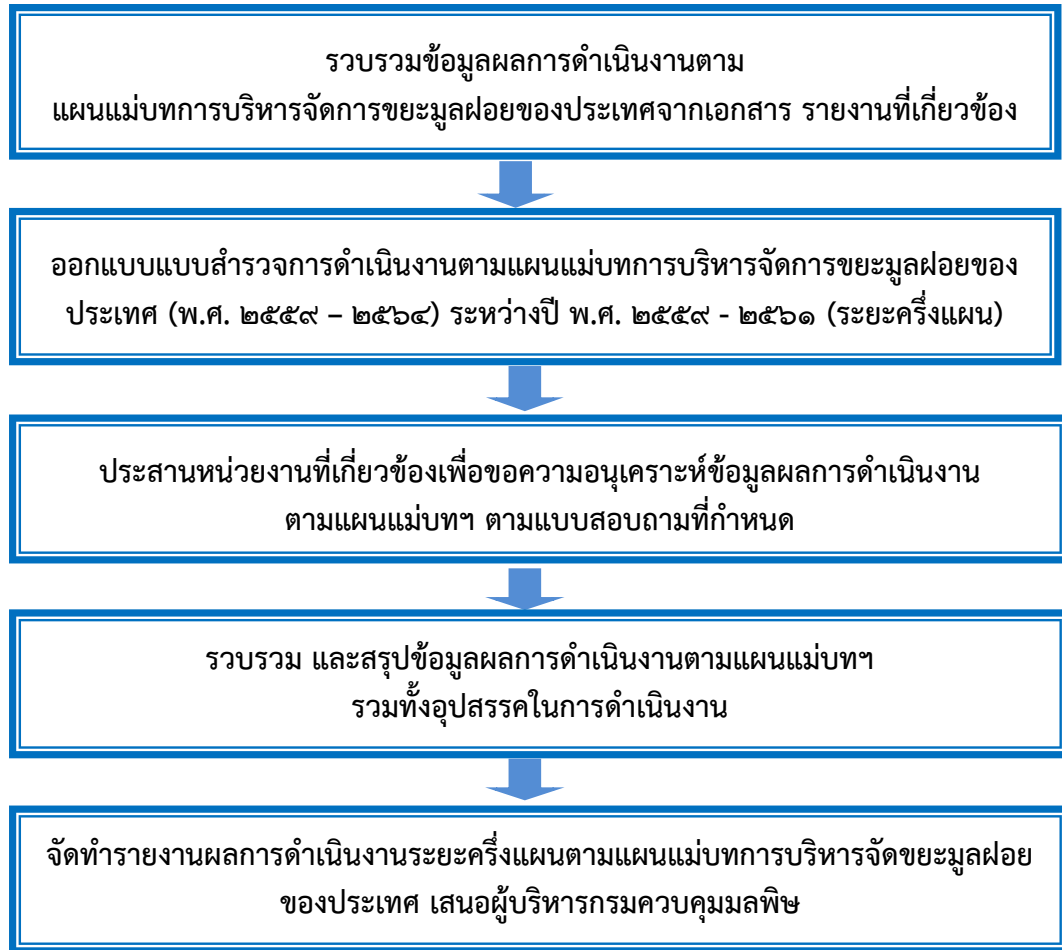 รวบรวมข้อมูลผลการดำเนินงานตาม
แผนแม่บทการบริหารจัดการขยะมูลฝอยของประเทศจากเอกสาร รายงานที่เกี่ยวข้อง
ออกแบบแบบสำรวจการดำเนินงานตามแผนแม่บทการบริหารจัดการขยะมูลฝอยของ
ประเทศ (พ.ศ. ๒๕๕๙ – ๒๕๖๔) ระหว่างปี พ.ศ. ๒๕๕๙ - ๒๕๖๑ (ระยะครึ่งแผน)
ประสานหน่วยงานที่เกี่ยวข้องเพื่อขอความอนุเคราะห์ข้อมูลผลการดำเนินงาน
ตามแผนแม่บทฯ ตามแบบสอบถามที่กำหนด
รวบรวม และสรุปข้อมูลผลการดำเนินงานตามแผนแม่บทฯ
รวมทั้งอุปสรรคในการดำเนินงาน
จัดทำรายงานผลการดำเนินงานระยะครึ่งแผนตามแผนแม่บทการบริหารจัดขยะมูลฝอย
ของประเทศ เสนอผู้บริหารกรมควบคุมมลพิษ